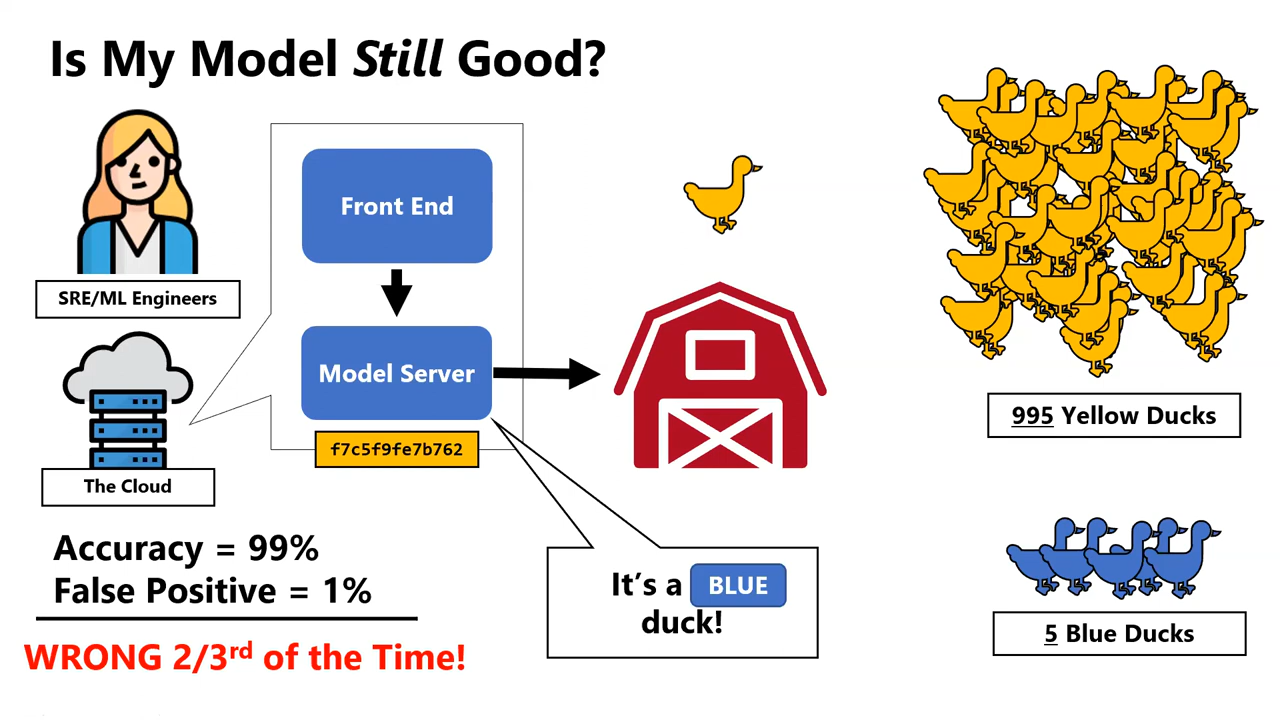 Is My Model Still Good?
Front End
SRE/ML Engineers
Model Server
f7c5f9fe7b762
The Cloud
995 Yellow Ducks
Accuracy = 99%
False Positive = 1%
WRONG 2/3rd of the Time!
It's a BLUE
duck!
5 Blue Ducks